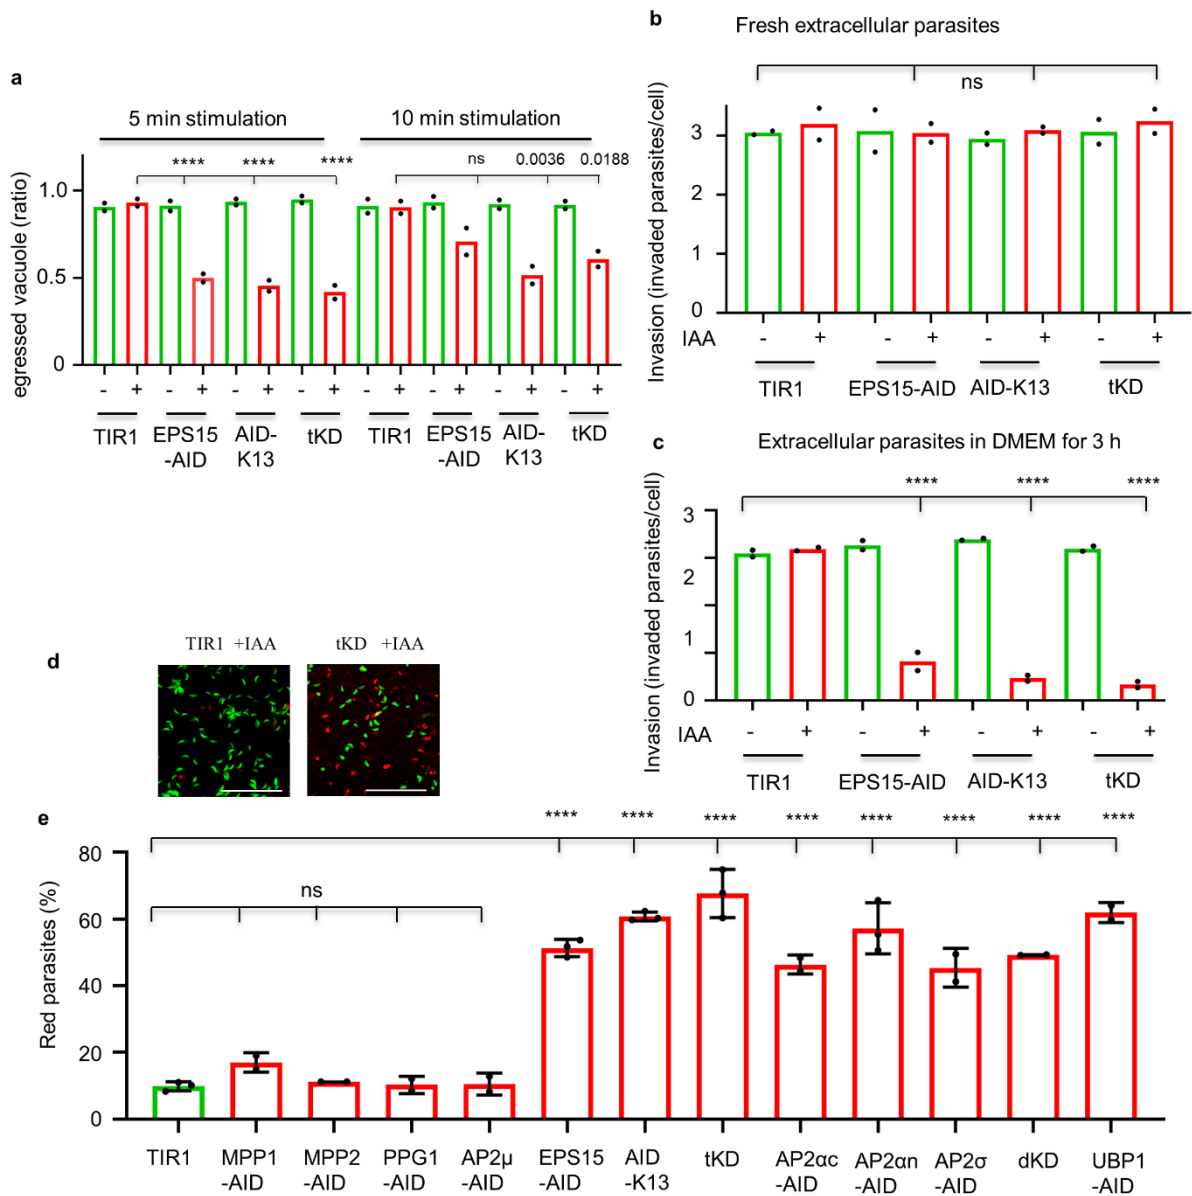 a
5 min stimulation
10 min stimulation
**** **** **** ns 0.0036 0.0188
egressed vacuole (ratio)
1.0
0.5
0
- + - + - + - + - + - + - + - +
TIR1 EPS15 AID- tKD TIR1 EPS15 AID- tKD
-AID K13 -AID K13
b
Fresh extracellular parasites
ns
Invasion (invaded parasites/cell)
3
2
1
0
IAA - + - + - + - +
TIR1 EPS15-AID AID-K13 tKD
c
Extracellular parasites in DMEM for 3 h
**** **** ****
Invasion (invaded parasites/cell)
3
2
1
0
IAA - + - + - + - +
TIR1 EPS15-AID AID-K13 tKD
d
TIR1 +IAA
tKD +IAA
e
**** **** **** **** **** **** **** ****
ns
Red parasites (%)
80
60
40
20
0
TIR1 MPP1 MPP2 PPG1 AP2μ EPS15 AID tKD AP2αc AP2αn AP2σ dKD UBP1
-AID -AID -AID -AID -AID -K13 -AID -AID -AID -AID